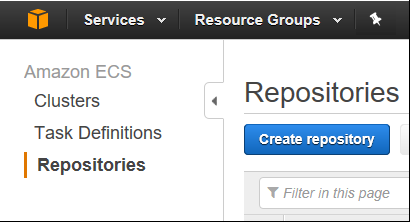 Services Resource Groups
Amazon ECS
Clusters
Task Definitions
Repositories
Repositories
Create repository
Filter in this page